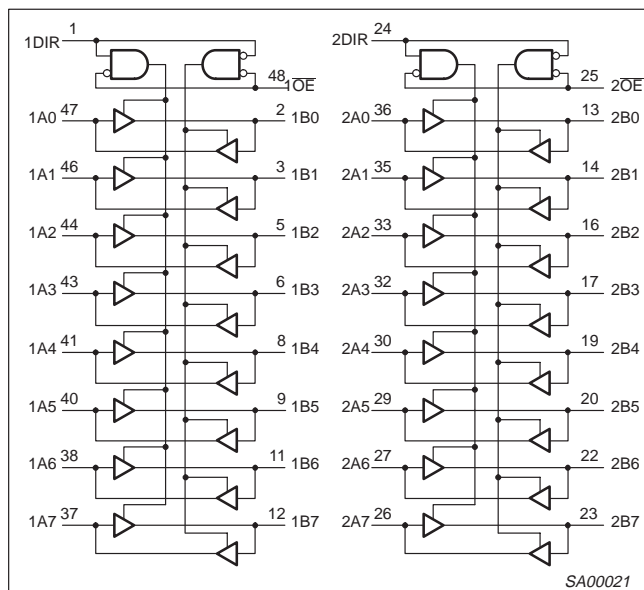 1 24
1DIR 2DIR
48 25
1OE 2OE
1A0 47 2 1B0 2A0 36 13 2B0
1A1 46 3 1B1 2A1 35 14 2B1
1A2 44 5 1B2 2A2 33 16 2B2
1A3 43 6 1B3 2A3 32 17 2B3
1A4 41 8 1B4 2A4 30 19 2B4
1A5 40 9 1B5 2A5 29 20 2B5
1A6 38 11 1B6 2A6 27 22 2B6
1A7 37 12 1B7 2A7 26 23 2B7
SA00021